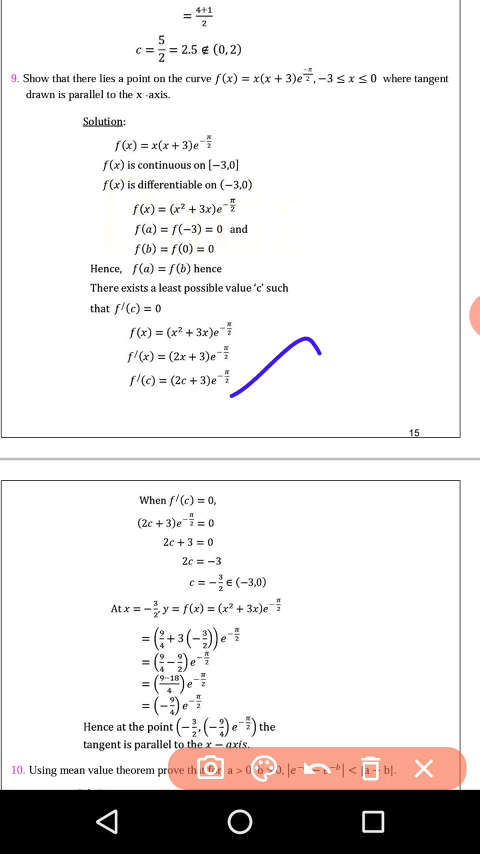 = (4+1)/2
c = 5/2 = 2.5 ∉ (0, 2)
9. Show that there lies a point on the curve f(x) = x(x + 3)e^(−π/2), −3 ≤ x ≤ 0 where tangent
drawn is parallel to the x -axis.
Solution:
f(x) = x(x + 3)e^(−π/2)
f(x) is continuous on [−3,0]
f(x) is differentiable on (−3,0)
f(x) = (x² + 3x)e^(−π/2)
f(a) = f(−3) = 0 and
f(b) = f(0) = 0
Hence, f(a) = f(b) hence
There exists a least possible value ‘c’ such
that f′(c) = 0
f(x) = (x² + 3x)e^(−π/2)
f′(x) = (2x + 3)e^(−π/2)
f′(c) = (2c + 3)e^(−π/2)
15
When f′(c) = 0,
(2c + 3)e^(−π/2) = 0
2c + 3 = 0
2c = −3
c = −3/2 ∈ (−3,0)
At x = −3/2, y = f(x) = (x² + 3x)e^(−π/2)
= (9/4 + 3(−3/2)) e^(−π/2)
= (9/4 − 9/2) e^(−π/2)
= ((9−18)/4) e^(−π/2)
= (−9/4) e^(−π/2)
Hence at the point (−3/2, (−9/4) e^(−π/2)) the
tangent is parallel to the x − axis.
10. Using mean value theorem prove that for a > 0, b > 0, |e − e^(−b)| < |a − b|.